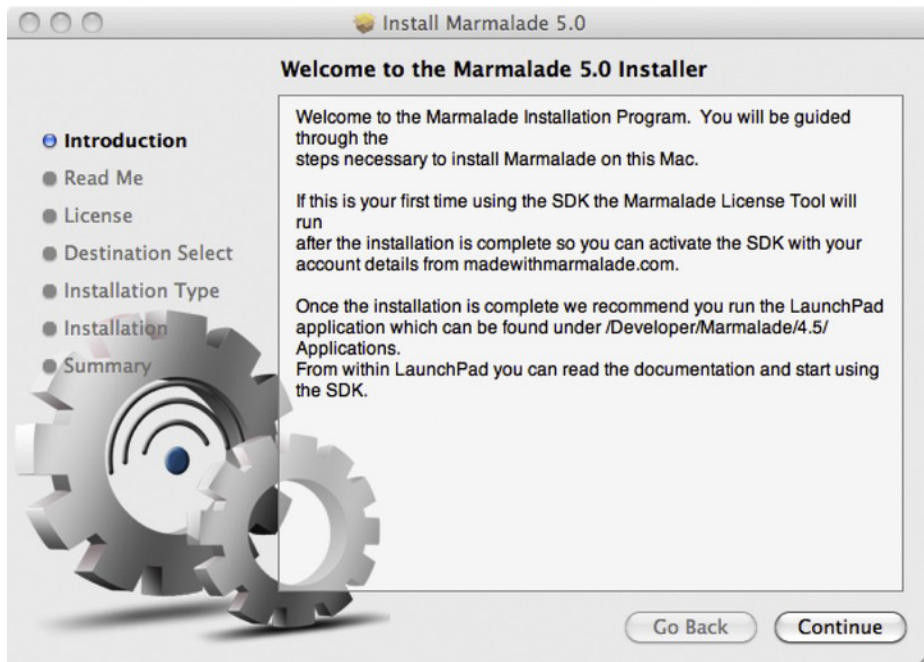 Install Marmalade 5.0
Welcome to the Marmalade 5.0 Installer
Introduction
Read Me
License
Destination Select
Installation Type
Installation
Summary
Welcome to the Marmalade Installation Program.  You will be guided
through the
steps necessary to install Marmalade on this Mac.
If this is your first time using the SDK the Marmalade License Tool will
run
after the installation is complete so you can activate the SDK with your
account details from madewithmarmalade.com.
Once the installation is complete we recommend you run the LaunchPad
application which can be found under /Developer/Marmalade/4.5/
Applications.
From within LaunchPad you can read the documentation and start using
the SDK.
Go Back
Continue